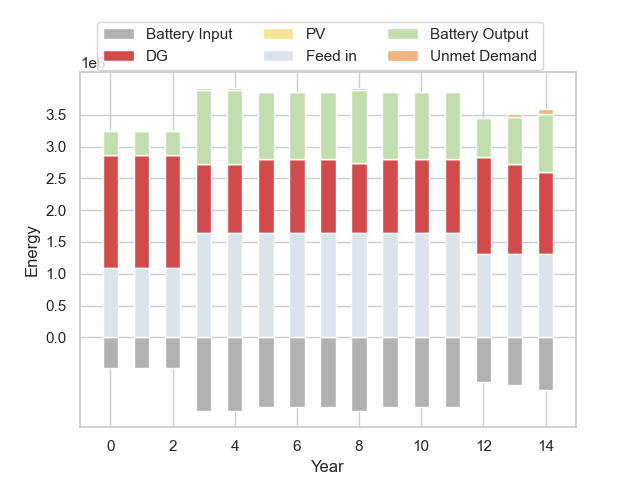 Battery Input PV Battery Output
DG Feed in Unmet Demand
1e6
3.5
3.0
2.5
2.0
1.5
1.0
0.5
0.0
Energy
0 2 4 6 8 10 12 14
Year